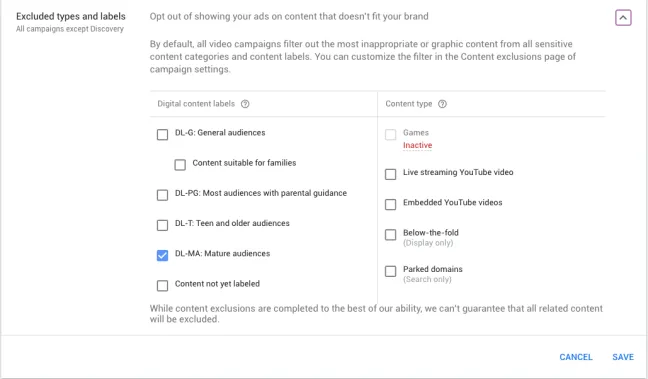 Excluded types and labels
All campaigns except Discovery
Opt out of showing your ads on content that doesn't fit your brand
By default, all video campaigns filter out the most inappropriate or graphic content from all sensitive
content categories and content labels. You can customize the filter in the Content exclusions page of
campaign settings.
Digital content labels
DL-G: General audiences
Content suitable for families
DL-PG: Most audiences with parental guidance
DL-T: Teen and older audiences
DL-MA: Mature audiences
Content not yet labeled
Content type
Games
Inactive
Live streaming YouTube video
Embedded YouTube videos
Below-the-fold
(Display only)
Parked domains
(Search only)
While content exclusions are completed to the best of our ability, we can't guarantee that all related content
will be excluded.
CANCEL SAVE